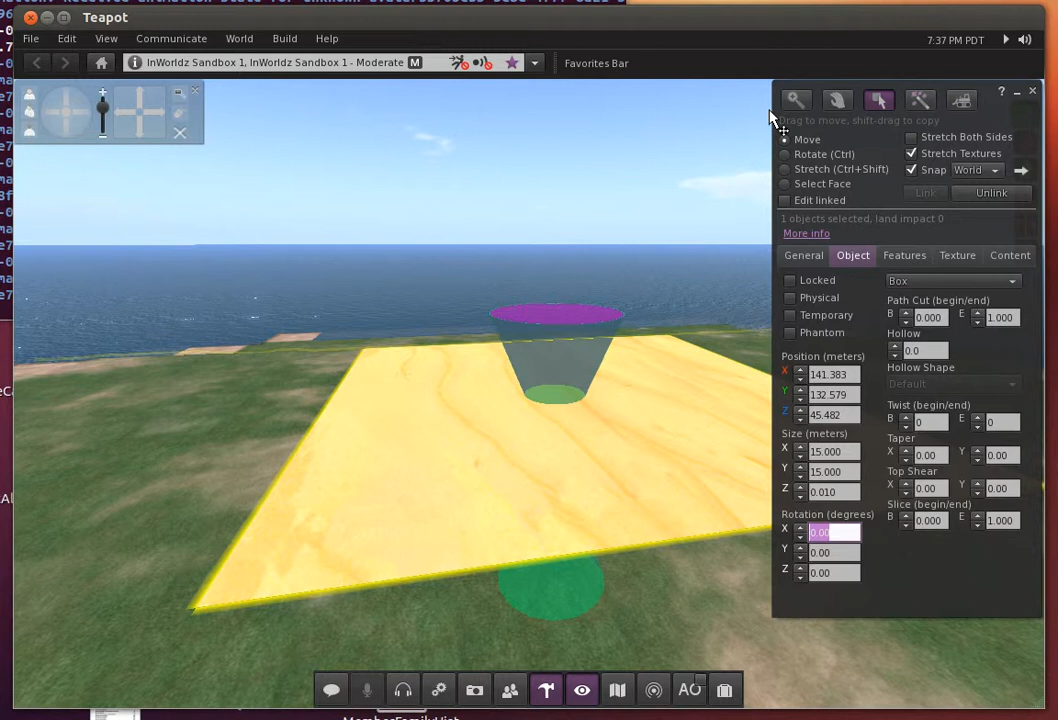 Teapot
File Edit View Communicate World Build Help
7:37 PM PDT
InWorldz Sandbox 1, InWorldz Sandbox 1 - Moderate M
Favorites Bar
Drag to move, shift-drag to copy
Move
Rotate (Ctrl)
Stretch (Ctrl+Shift)
Select Face
Edit linked
Stretch Both Sides
Stretch Textures
Snap World
Link Unlink
1 objects selected, land impact 0
More info
General Object Features Texture Content
Locked
Physical
Temporary
Phantom
Position (meters)
X 141.383
Y 132.579
Z 45.482
Size (meters)
X 15.000
Y 15.000
Z 0.010
Rotation (degrees)
X 0.00
Y 0.00
Z 0.00
Box
Path Cut (begin/end)
B 0.000 E 1.000
Hollow
0.0
Hollow Shape
Default
Twist (begin/end)
B 0 E 0
Taper
X 0.00 Y 0.00
Top Shear
X 0.00 Y 0.00
Slice (begin/end)
B 0.000 E 1.000
AO